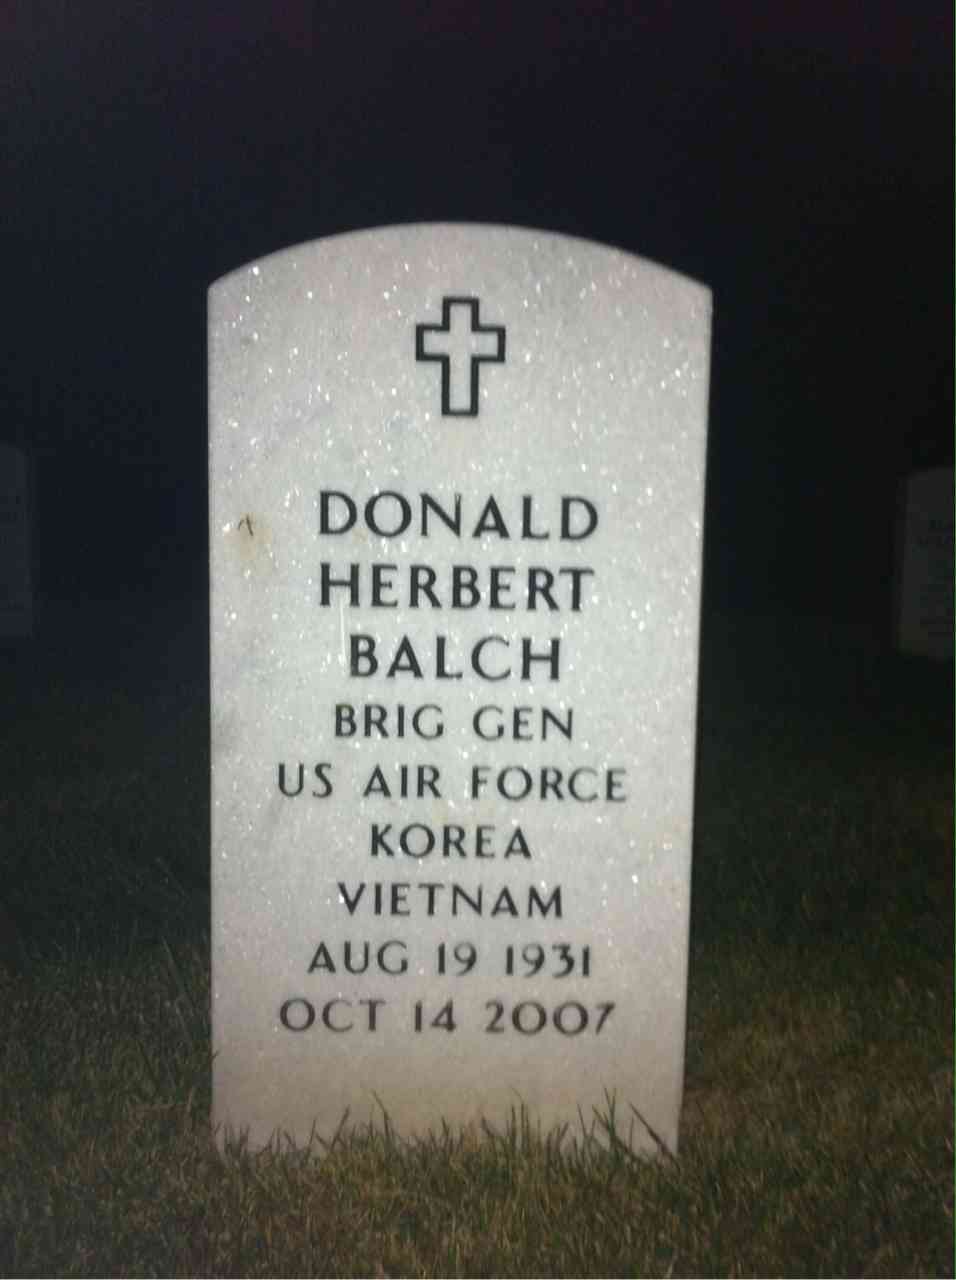 DONALD
HERBERT
BALCH
BRIG GEN
US AIR FORCE
KOREA
VIETNAM
AUG 19 1931
OCT 14 2007